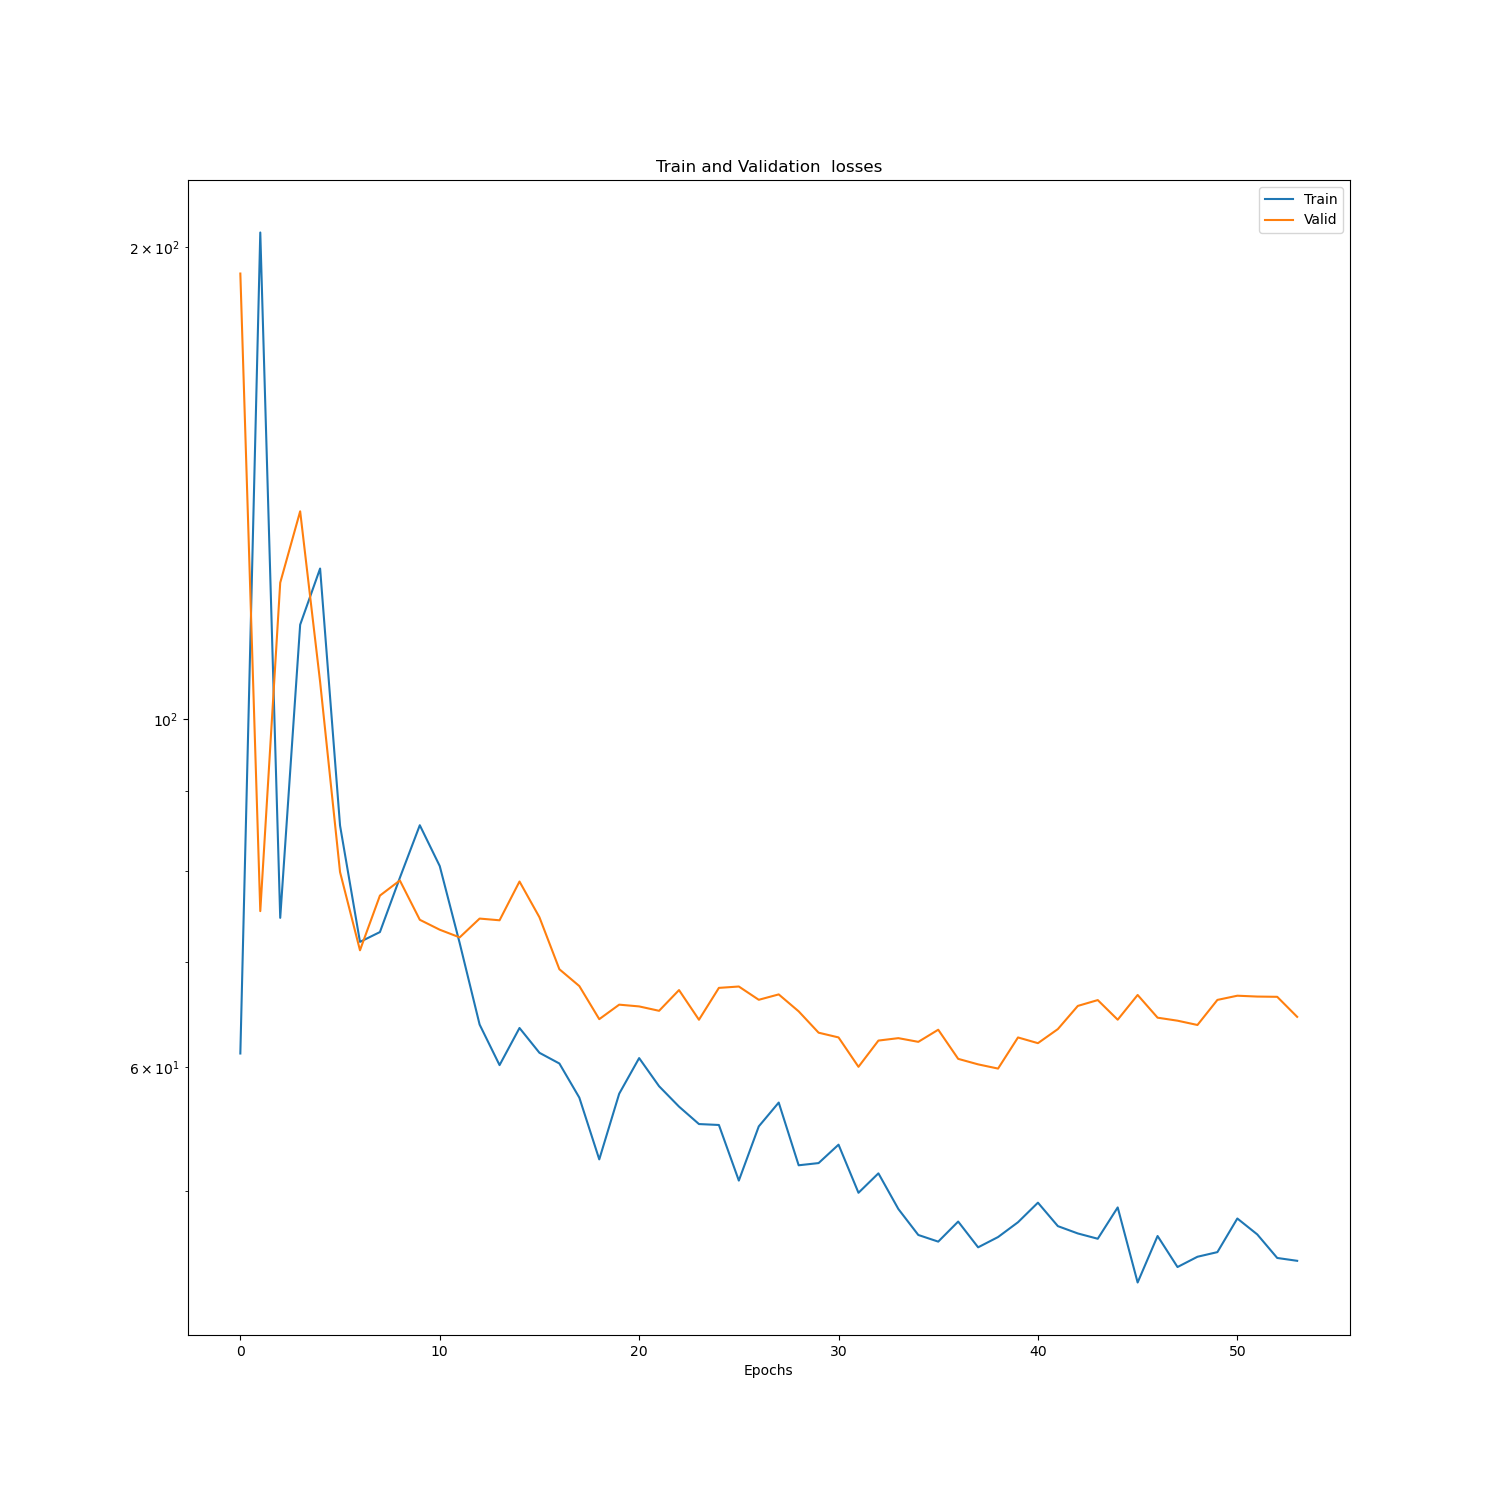 Train and Validation  losses
Train
Valid
2 × 10²
10²
6 × 10¹
0 10 20 30 40 50
Epochs